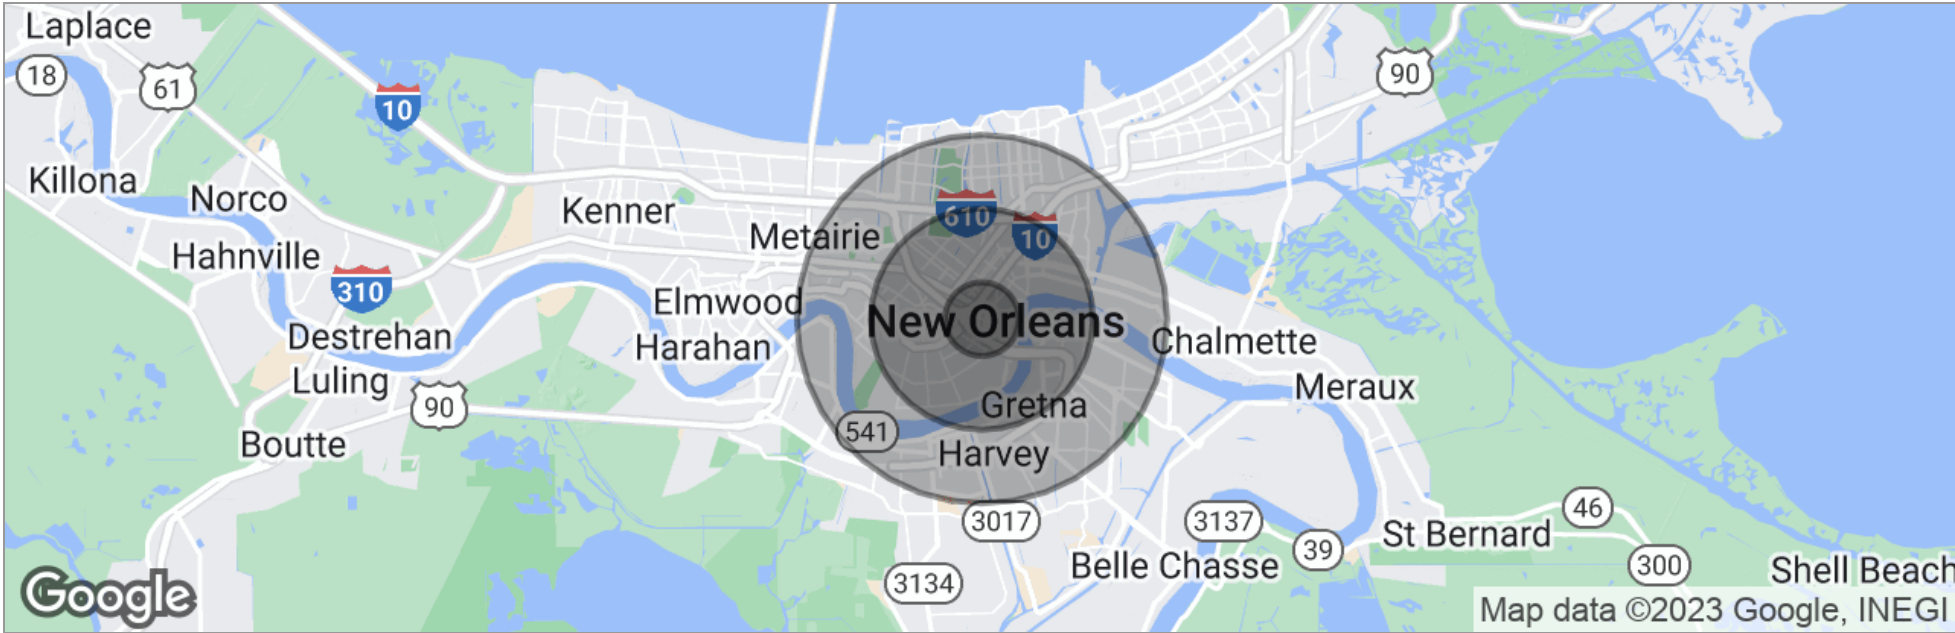 Laplace
18
61
10
90
Killona
Norco
Kenner
610
10
Metairie
Hahnville
310
Elmwood
New Orleans
Destrehan
Harahan
Chalmette
Luling
90
Gretna
Meraux
541
Boutte
Harvey
3017
3137
46
39
St Bernard
Belle Chasse
300
Shell Beach
3134
Google
Map data ©2023 Google, INEGI